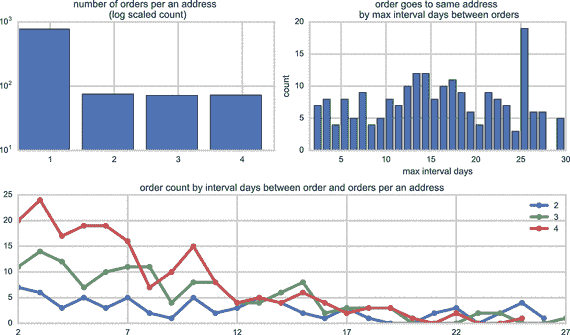 number of orders per an address
(log scaled count)
10³
10²
10¹
1 2 3 4
order goes to same address
by max interval days between orders
20
15
10
5
0
count
5 10 15 20 25 30
max interval days
order count by interval days between order and orders per an address
25
20
15
10
5
0
2 7 12 17 22 27
2
3
4